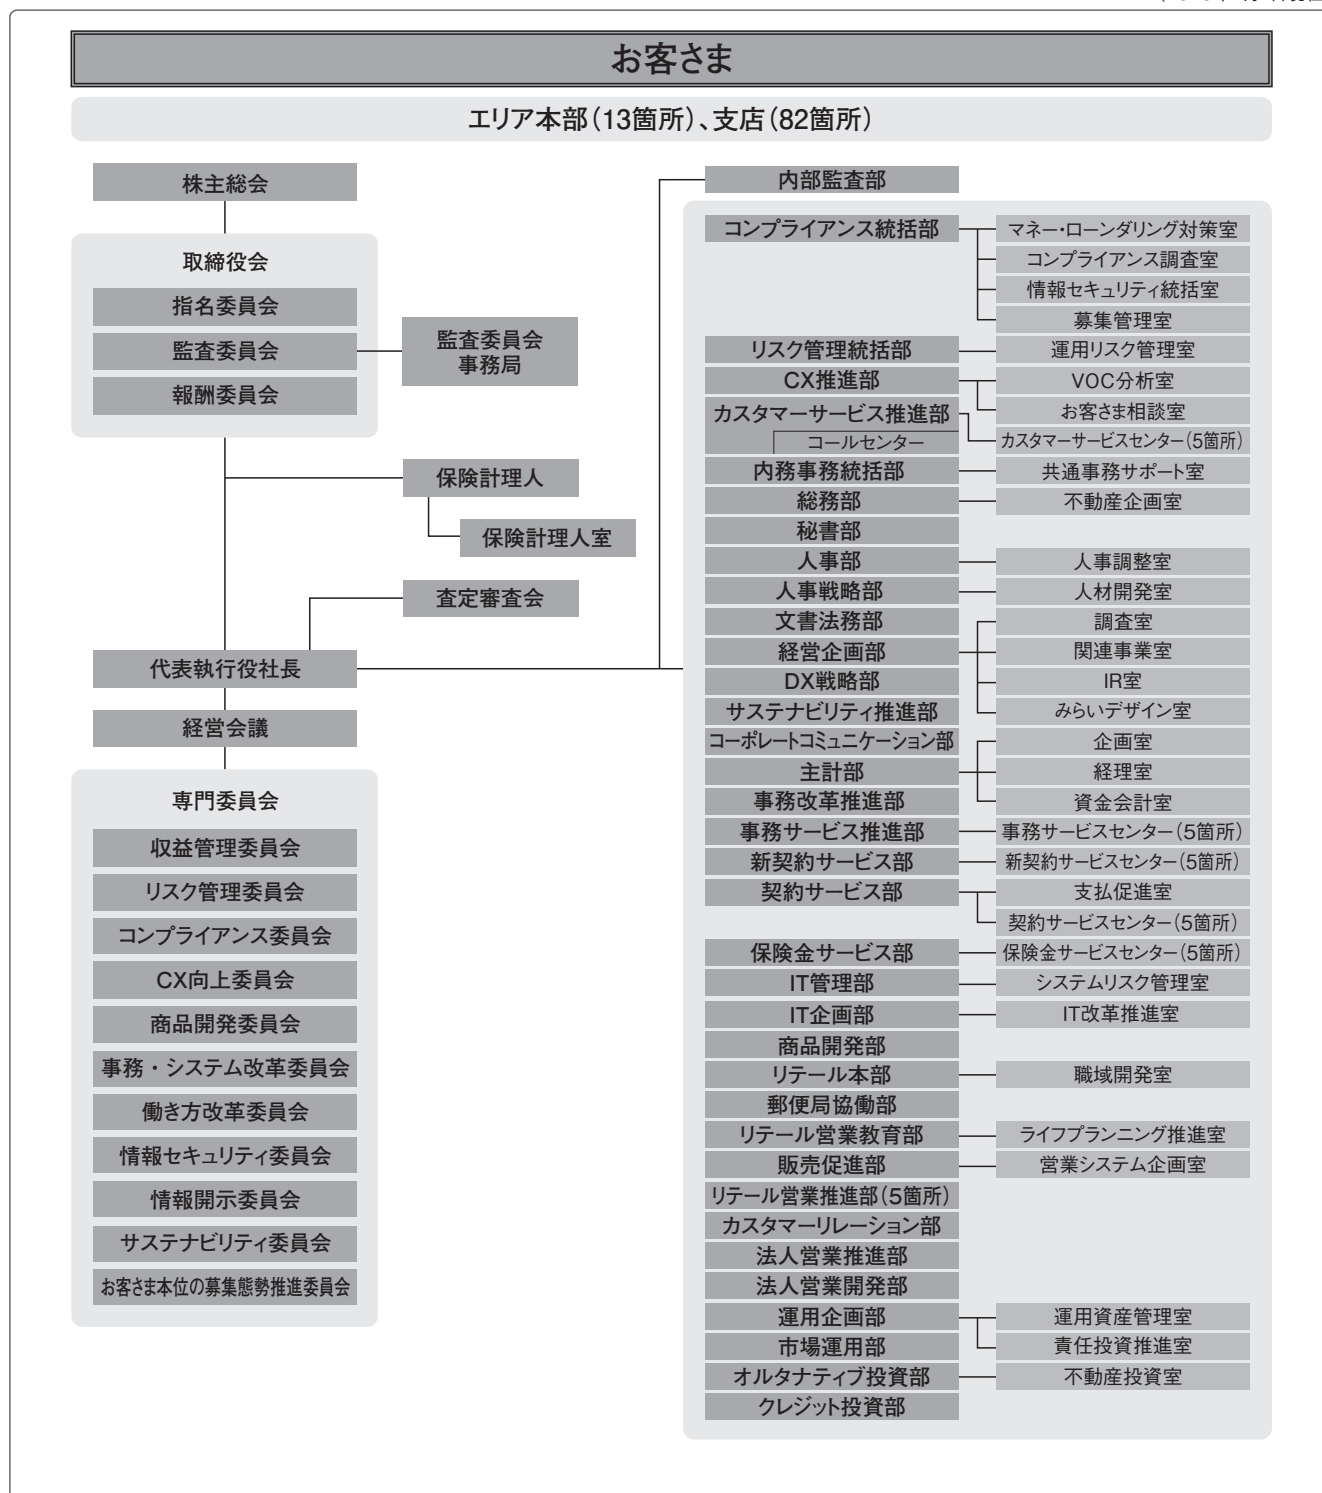 お客さま
エリア本部（13箇所）、支店（82箇所）
株主総会
取締役会
指名委員会
監査委員会
報酬委員会
監査委員会
事務局
保険計理人
保険計理人室
査定審査会
代表執行役社長
経営会議
専門委員会
収益管理委員会
リスク管理委員会
コンプライアンス委員会
CX向上委員会
商品開発委員会
事務・システム改革委員会
働き方改革委員会
情報セキュリティ委員会
情報開示委員会
サステナビリティ委員会
お客さま本位の募集態勢推進委員会
内部監査部
コンプライアンス統括部
マネー・ローンダリング対策室
コンプライアンス調査室
情報セキュリティ統括室
募集管理室
リスク管理統括部
運用リスク管理室
CX推進部
VOC分析室
お客さま相談室
カスタマーサービス推進部
コールセンター
カスタマーサービスセンター（5箇所）
内務事務統括部
共通事務サポート室
総務部
不動産企画室
秘書部
人事部
人事調整室
人事戦略部
人材開発室
文書法務部
調査室
経営企画部
関連事業室
DX戦略部
IR室
サステナビリティ推進部
みらいデザイン室
コーポレートコミュニケーション部
企画室
主計部
経理室
事務改革推進部
資金会計室
事務サービス推進部
事務サービスセンター（5箇所）
新契約サービス部
新契約サービスセンター（5箇所）
契約サービス部
支払促進室
契約サービスセンター（5箇所）
保険金サービス部
保険金サービスセンター（5箇所）
IT管理部
システムリスク管理室
IT企画部
IT改革推進室
商品開発部
リテール本部
職域開発室
郵便局協働部
リテール営業教育部
ライフプランニング推進室
販売促進部
営業システム企画室
リテール営業推進部（5箇所）
カスタマーリレーション部
法人営業推進部
法人営業開発部
運用企画部
運用資産管理室
市場運用部
責任投資推進室
オルタナティブ投資部
不動産投資室
クレジット投資部